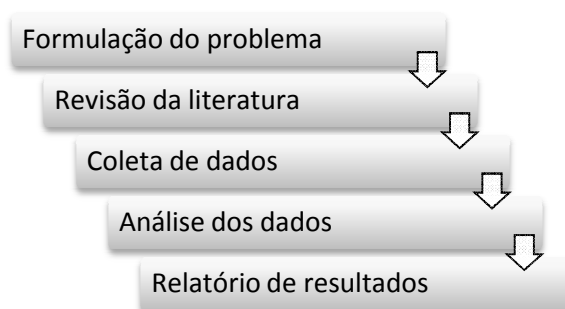 Formulação do problema
Revisão da literatura
Coleta de dados
Análise dos dados
Relatório de resultados